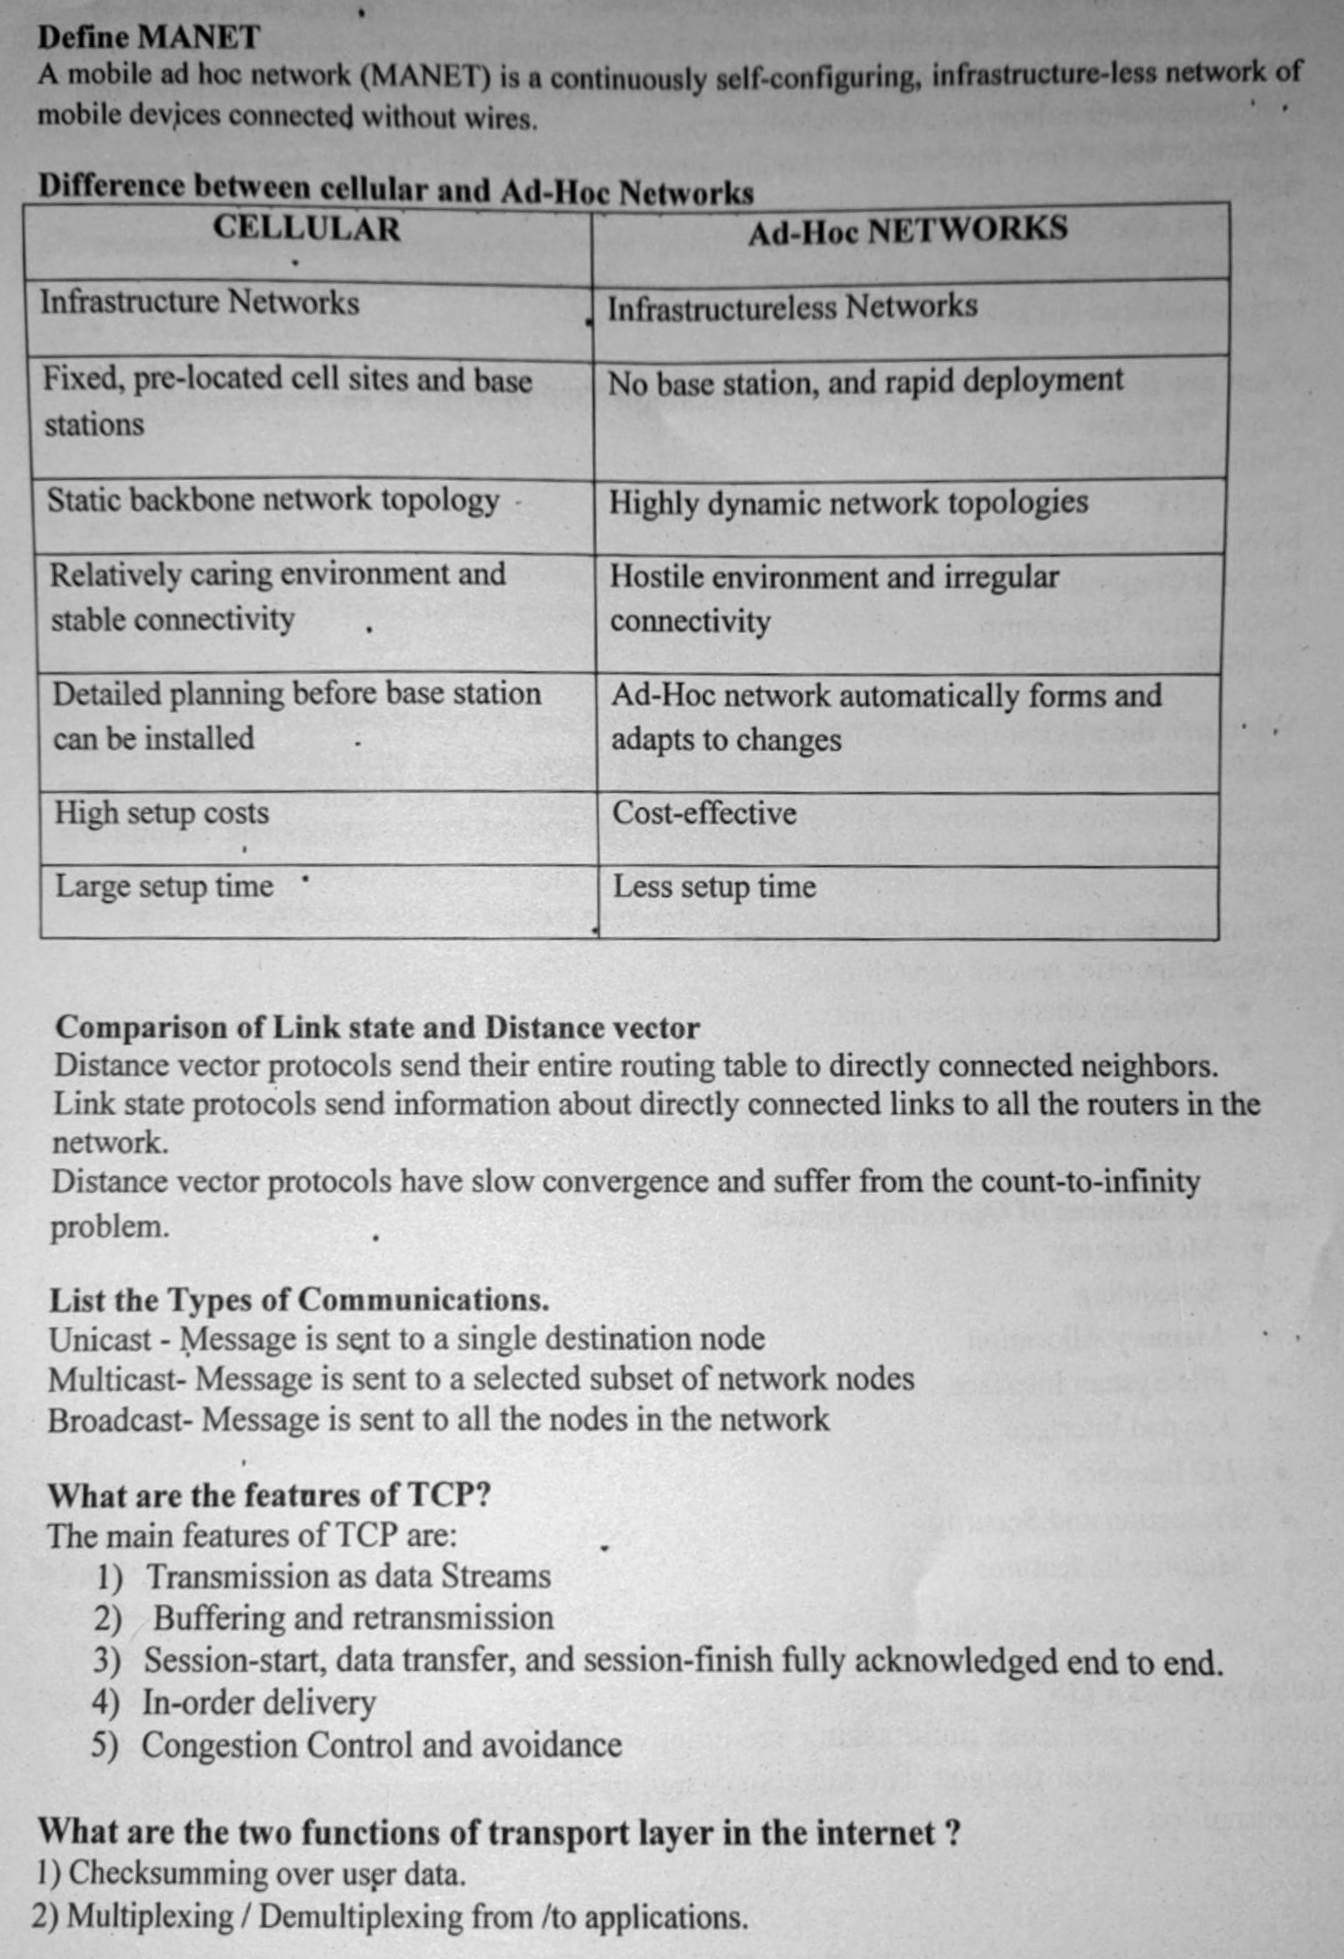 Define MANET
A mobile ad hoc network (MANET) is a continuously self-configuring, infrastructure-less network of
mobile devices connected without wires.
Difference between cellular and Ad-Hoc Networks
CELLULAR
Ad-Hoc NETWORKS
Infrastructure Networks
Infrastructureless Networks
Fixed, pre-located cell sites and base
stations
No base station, and rapid deployment
Static backbone network topology
Highly dynamic network topologies
Relatively caring environment and
stable connectivity
Hostile environment and irregular
connectivity
Detailed planning before base station
can be installed
Ad-Hoc network automatically forms and
adapts to changes
High setup costs
Cost-effective
Large setup time
Less setup time
Comparison of Link state and Distance vector
Distance vector protocols send their entire routing table to directly connected neighbors.
Link state protocols send information about directly connected links to all the routers in the
network.
Distance vector protocols have slow convergence and suffer from the count-to-infinity
problem.
List the Types of Communications.
Unicast - Message is sent to a single destination node
Multicast- Message is sent to a selected subset of network nodes
Broadcast- Message is sent to all the nodes in the network
What are the features of TCP?
The main features of TCP are:
1) Transmission as data Streams
2) Buffering and retransmission
3) Session-start, data transfer, and session-finish fully acknowledged end to end.
4) In-order delivery
5) Congestion Control and avoidance
What are the two functions of transport layer in the internet ?
1) Checksumming over user data.
2) Multiplexing / Demultiplexing from /to applications.